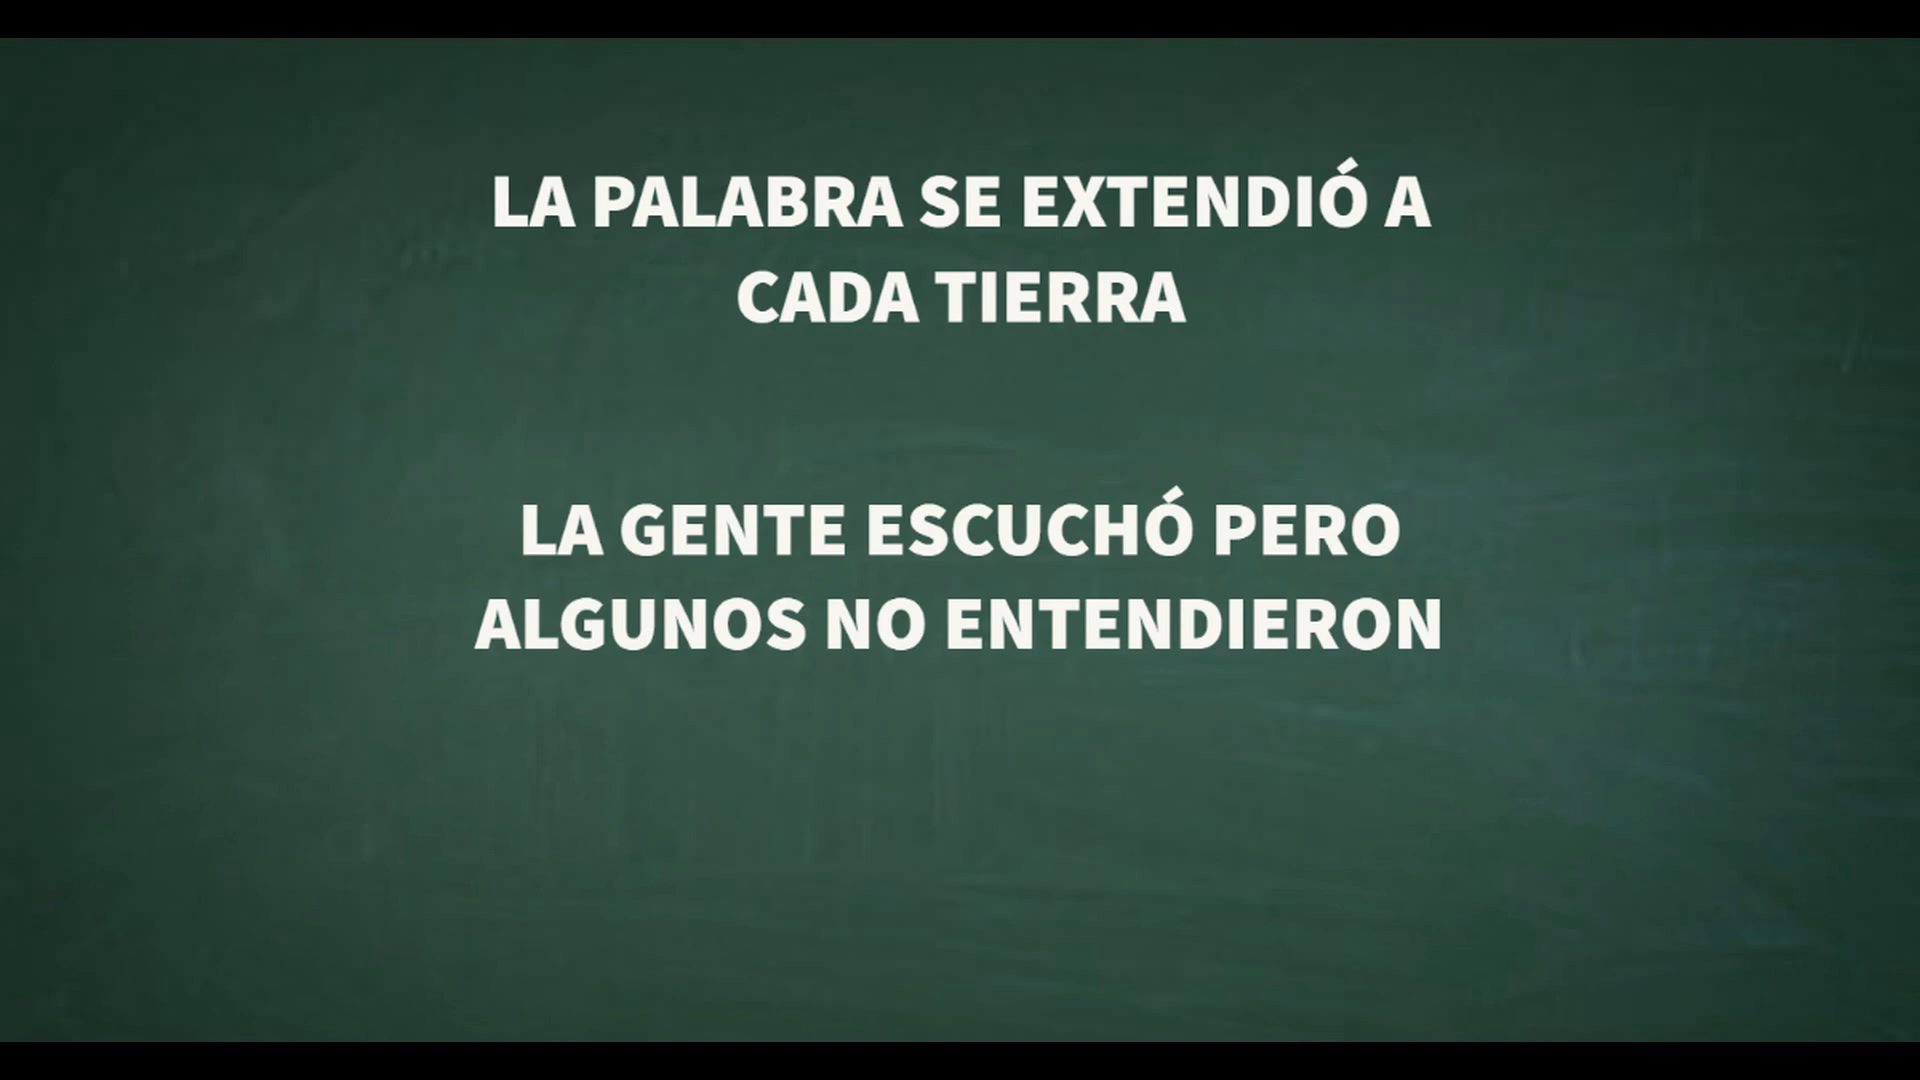 LA PALABRA SE EXTENDIÓ A
CADA TIERRA
LA GENTE ESCUCHÓ PERO
ALGUNOS NO ENTENDIERON